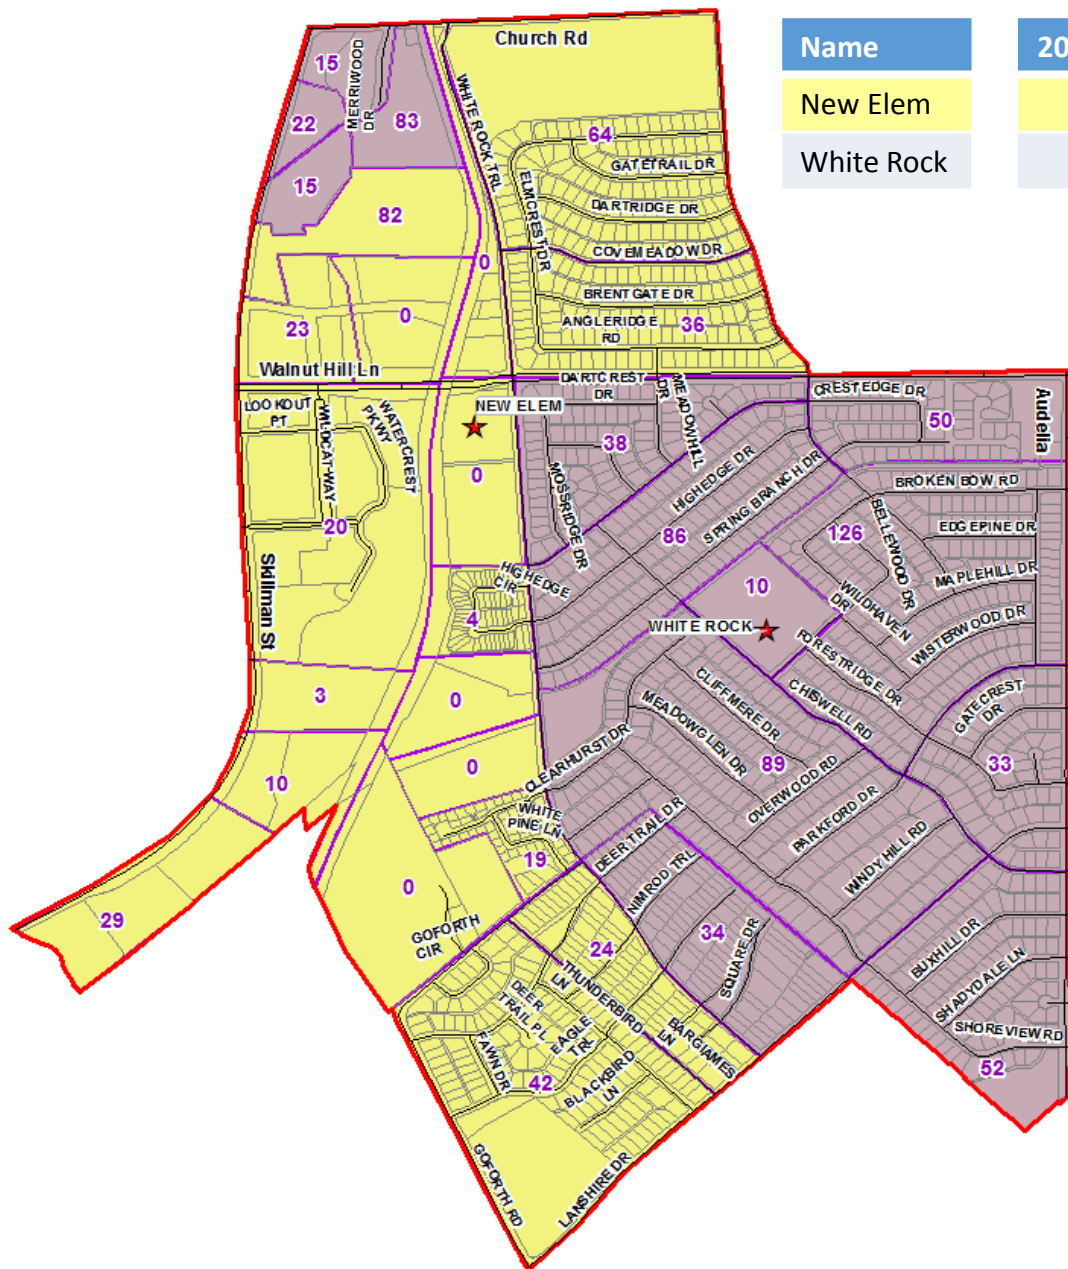 Church Rd
Name
20
New Elem
White Rock
15
MERRIWOOD
DR
22
83
15
WHITE ROCK TRL
64
GATETRAIL DR
ELMCREST DR
DARTRIDGE DR
82
0
COVEMEADOW DR
BRENTGATE DR
23
0
ANGLERIDGE
RD
36
Walnut Hill Ln
DARTCREST
DR
MEADOWHILL
DR
CRESTEDGE DR
LOOKOUT
PT
WILDCAT WAY
WATERCREST
PKWY
NEW ELEM
38
50
Audelia
HIGHEDGE DR
SPRING BRANCH DR
MOSSRIDGE DR
0
BROKEN BOW RD
20
86
126
BELLEWOOD DR
EDGEPINE DR
Skillman St
HIGHEDGE
CIR
10
MAPLEHILL DR
WILDHAVEN
DR
4
WHITE ROCK
WISTERWOOD DR
FORESTRIDGE DR
3
0
CLIFFMERE DR
CHISWELL RD
GATECREST
DR
MEADOWGLEN DR
10
0
CLEARHURST DR
89
33
OVERWOOD RD
WHITE
PINE LN
DEER TRAIL DR
PARKFORD DR
19
NIMROD TRL
WINDY HILL RD
0
29
GOFORTH
CIR
24
34
SQUARE DR
BUXHILL DR
THUNDERBIRD
LN
DEER
TRAIL PL
SHADYDALE LN
EAGLE
TRL
BARGIAMES
LN
SHOREVIEW RD
FAWN DR
42
BLACKBIRD
LN
52
GOFORTH RD
LANSHIRE DR